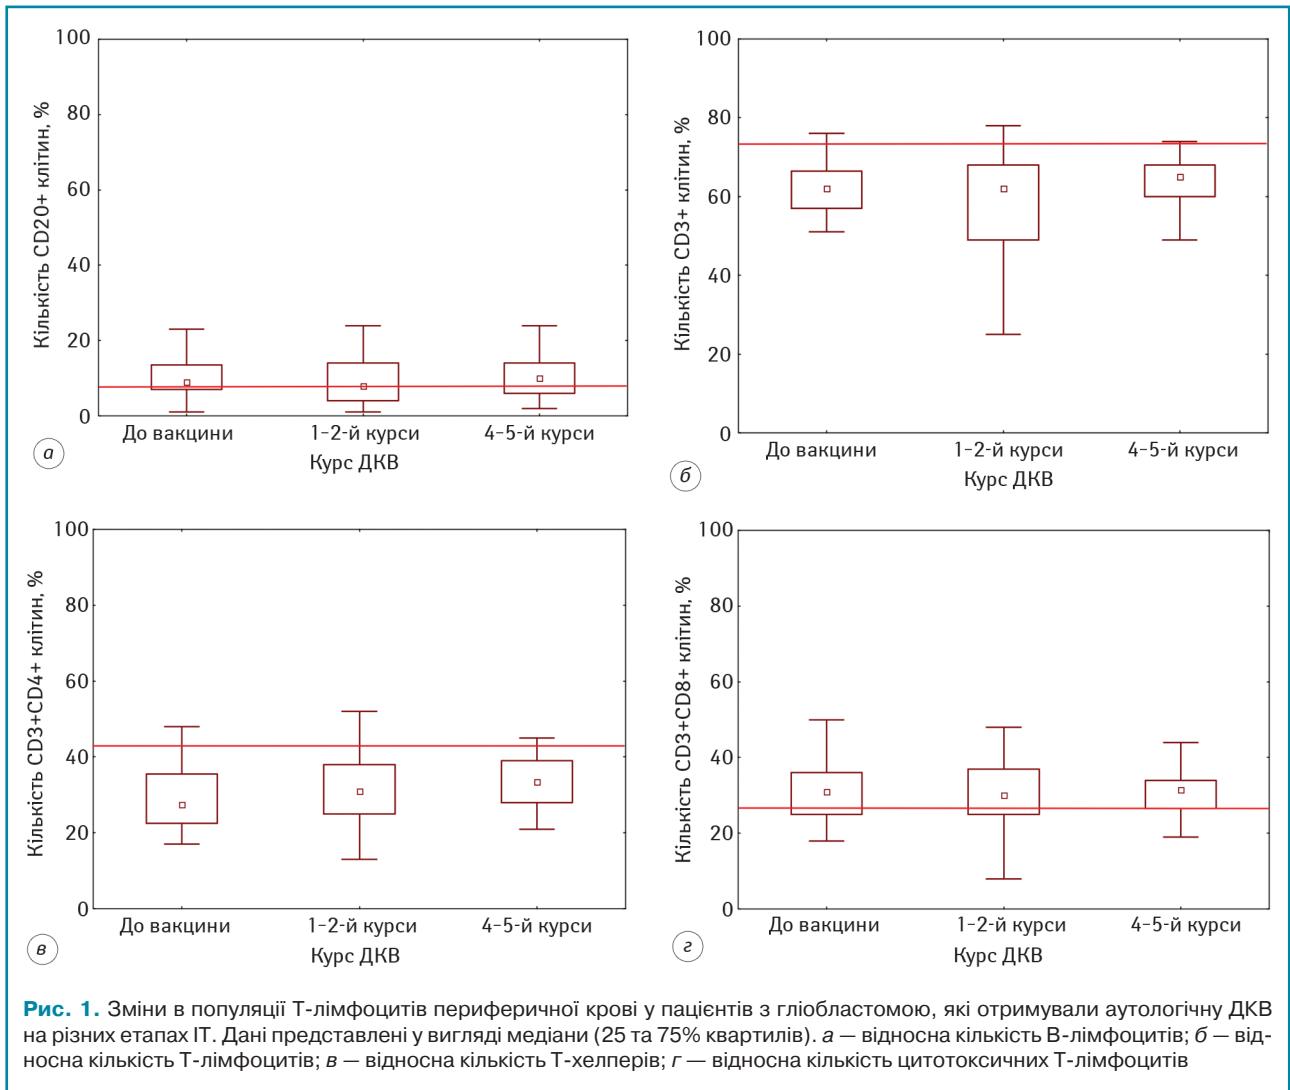 100
80
60
40
20
0
Кількість CD20+ клітин, %
До вакцини
1–2-й курси
4–5-й курси
Курс ДКВ
а
100
80
60
40
20
0
Кількість CD3+ клітин, %
До вакцини
1–2-й курси
4–5-й курси
Курс ДКВ
б
100
80
60
40
20
0
Кількість CD3+CD4+ клітин, %
До вакцини
1–2-й курси
4–5-й курси
Курс ДКВ
в
100
80
60
40
20
0
Кількість CD3+CD8+ клітин, %
До вакцини
1–2-й курси
4–5-й курси
Курс ДКВ
г
Рис. 1. Зміни в популяції Т-лімфоцитів периферичної крові у пацієнтів з гліобластомою, які отримували аутологічну ДКВ
на різних етапах ІТ. Дані представлені у вигляді медіани (25 та 75% квартилів). а — відносна кількість В-лімфоцитів; б — від-
носна кількість Т-лімфоцитів; в — відносна кількість Т-хелперів; г — відносна кількість цитотоксичних Т-лімфоцитів